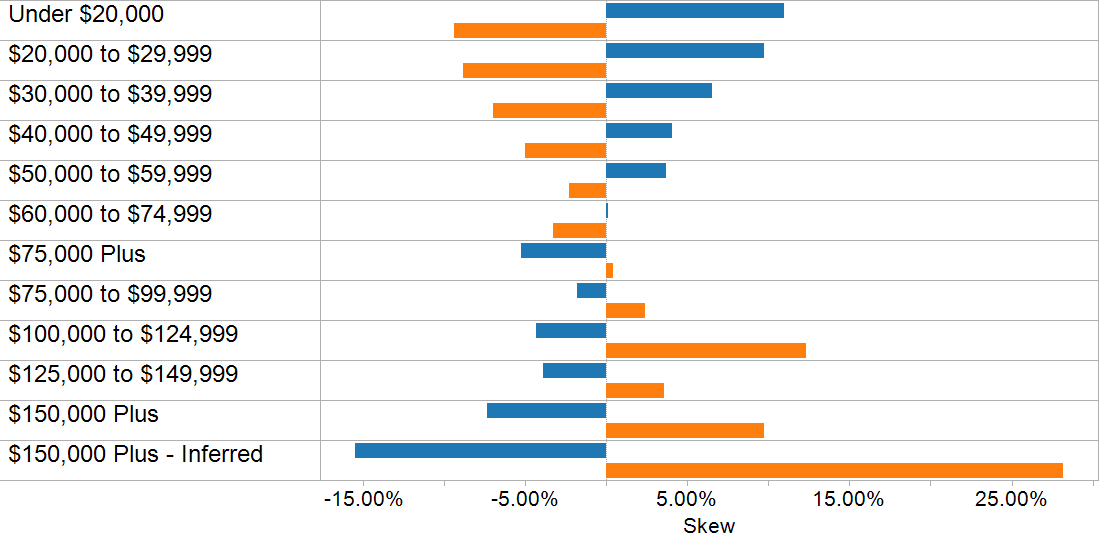 Under $20,000
$20,000 to $29,999
$30,000 to $39,999
$40,000 to $49,999
$50,000 to $59,999
$60,000 to $74,999
$75,000 Plus
$75,000 to $99,999
$100,000 to $124,999
$125,000 to $149,999
$150,000 Plus
$150,000 Plus - Inferred
-15.00% -5.00% 5.00% 15.00% 25.00%
Skew